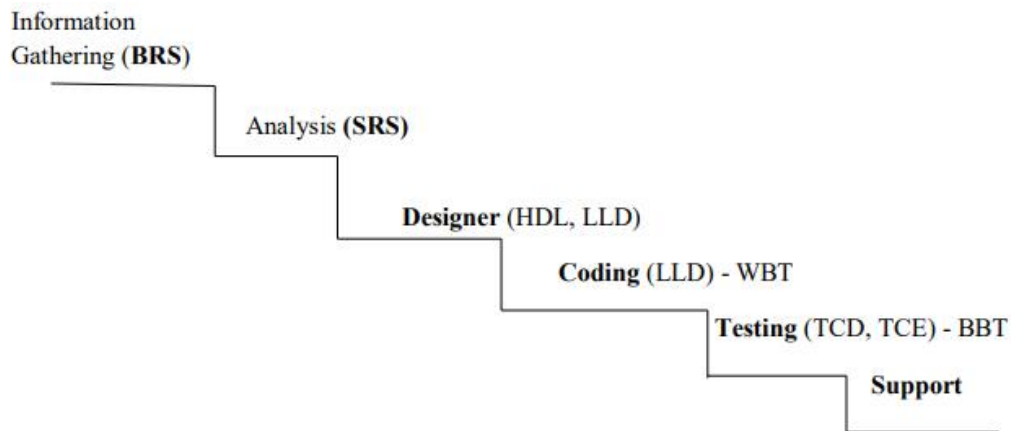 Information
Gathering (BRS)
Analysis (SRS)
Designer (HDL, LLD)
Coding (LLD) - WBT
Testing (TCD, TCE) - BBT
Support